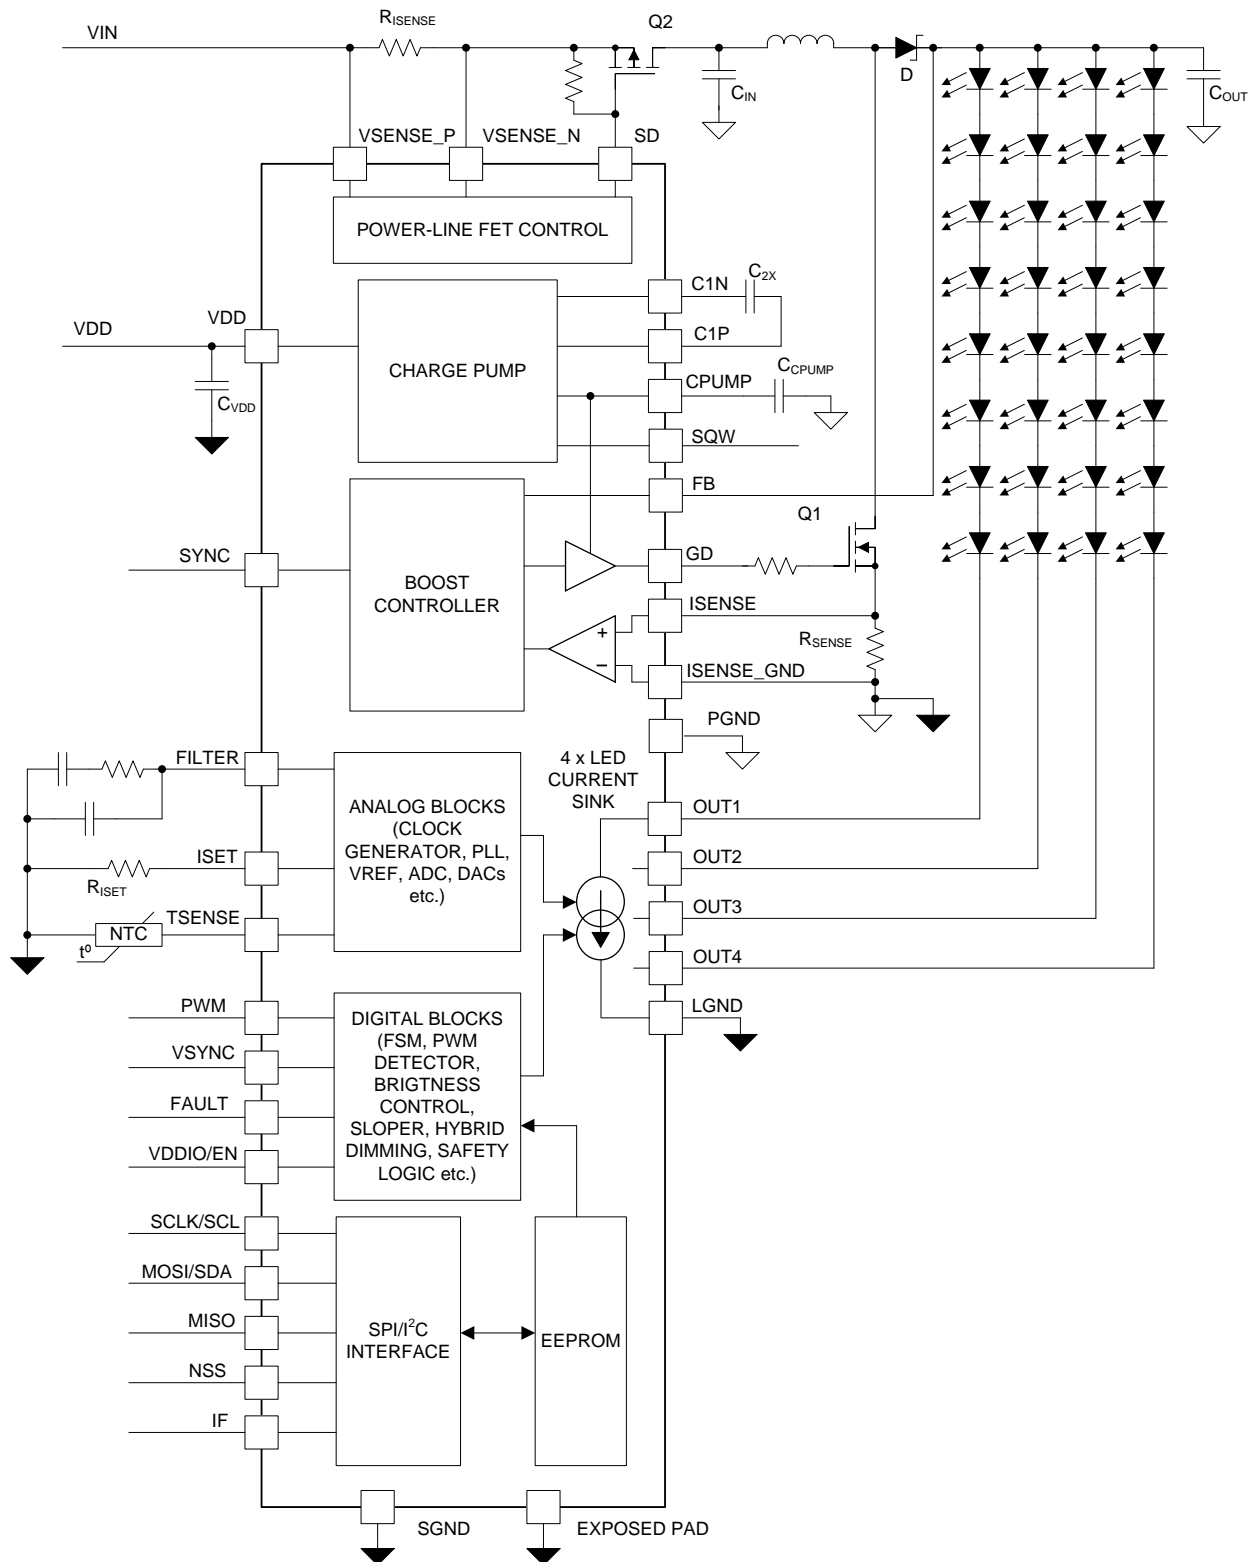 VIN
RISENSE
Q2
CIN
D
COUT
VSENSE_P
VSENSE_N
SD
POWER-LINE FET CONTROL
VDD
VDD
CVDD
CHARGE PUMP
C1N
C2X
C1P
CPUMP
CCPUMP
SQW
FB
Q1
SYNC
BOOST
CONTROLLER
GD
ISENSE
+
–
RSENSE
ISENSE_GND
PGND
FILTER
4 x LED
CURRENT
SINK
ANALOG BLOCKS
(CLOCK
GENERATOR, PLL,
VREF, ADC, DACs
etc.)
OUT1
ISET
RISET
OUT2
TSENSE
NTC
t⁰
OUT3
OUT4
PWM
LGND
DIGITAL BLOCKS
(FSM, PWM
DETECTOR,
BRIGTNESS
CONTROL,
SLOPER, HYBRID
DIMMING, SAFETY
LOGIC etc.)
VSYNC
FAULT
VDDIO/EN
SCLK/SCL
MOSI/SDA
MISO
NSS
IF
SPI/I²C
INTERFACE
EEPROM
SGND
EXPOSED PAD